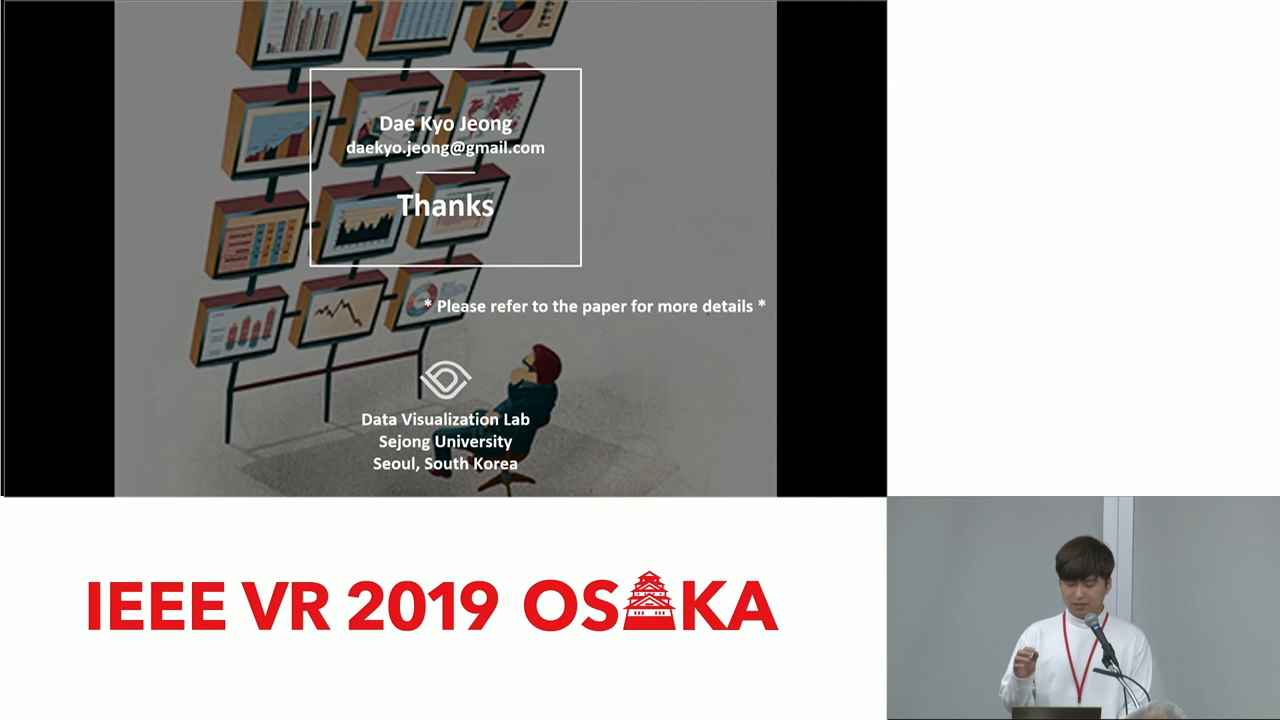 Dae Kyo Jeong
daekyo.jeong@gmail.com
Thanks
* Please refer to the paper for more details *
Data Visualization Lab
Sejong University
Seoul, South Korea
IEEE VR 2019 OSAKA